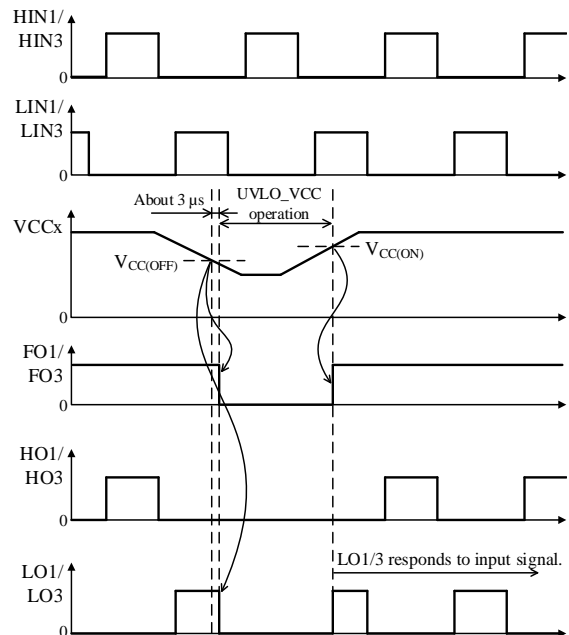 HIN1/
HIN3
0
LIN1/
LIN3
0
About 3 µs
UVLO_VCC
operation
VCCx
VCC(OFF)
VCC(ON)
0
FO1/
FO3
0
HO1/
HO3
0
LO1/3 responds to input signal.
LO1/
LO3
0